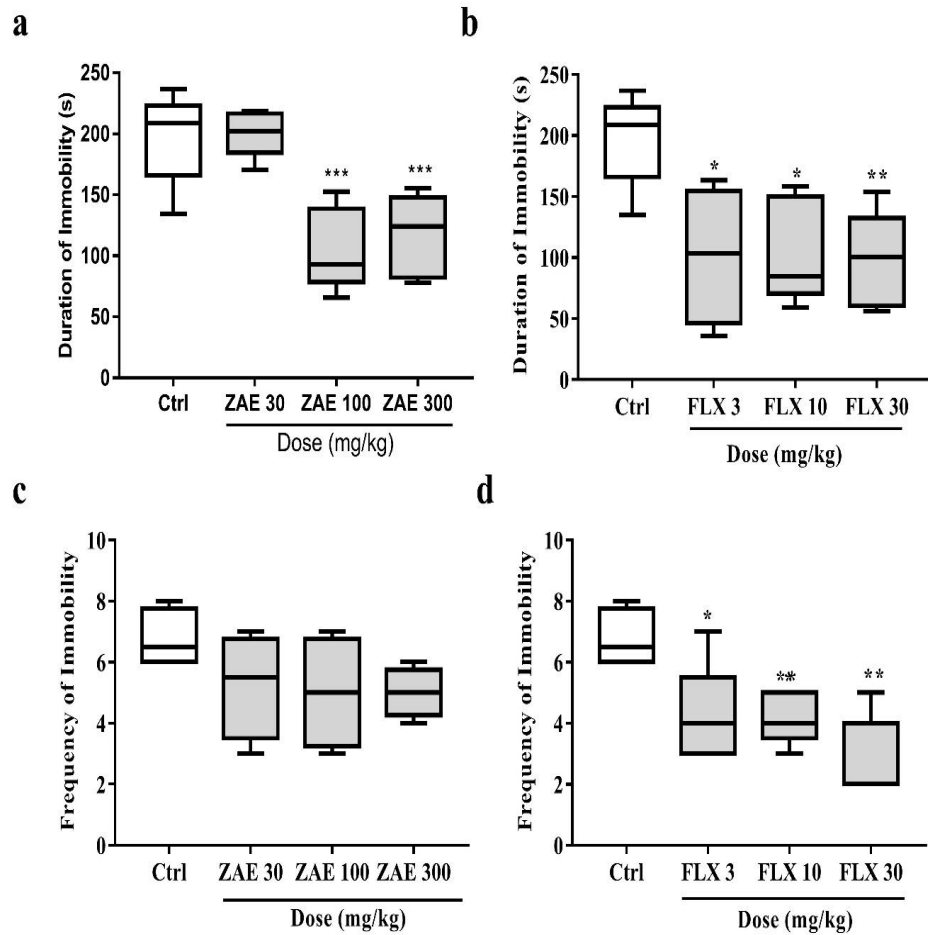 a
Duration of Immobility (s)
250
200
150
100
50
0
*** ***
Ctrl ZAE 30 ZAE 100 ZAE 300
Dose (mg/kg)
b
Duration of Immobility (s)
250
200
150
100
50
0
* * **
Ctrl FLX 3 FLX 10 FLX 30
Dose (mg/kg)
c
Frequency of Immobility
10
8
6
4
2
0
Ctrl ZAE 30 ZAE 100 ZAE 300
Dose (mg/kg)
d
Frequency of Immobility
10
8
6
4
2
0
* ** **
Ctrl FLX 3 FLX 10 FLX 30
Dose (mg/kg)